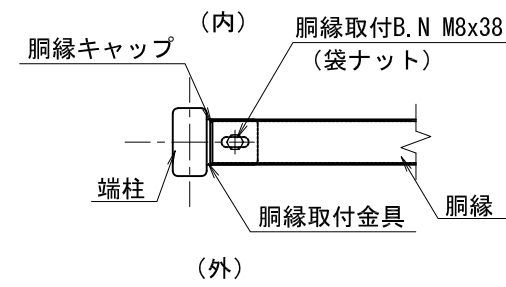 （内）
胴縁キャップ
胴縁取付B.N M8x38
（袋ナット）
端柱
胴縁取付金具
胴縁
（外）